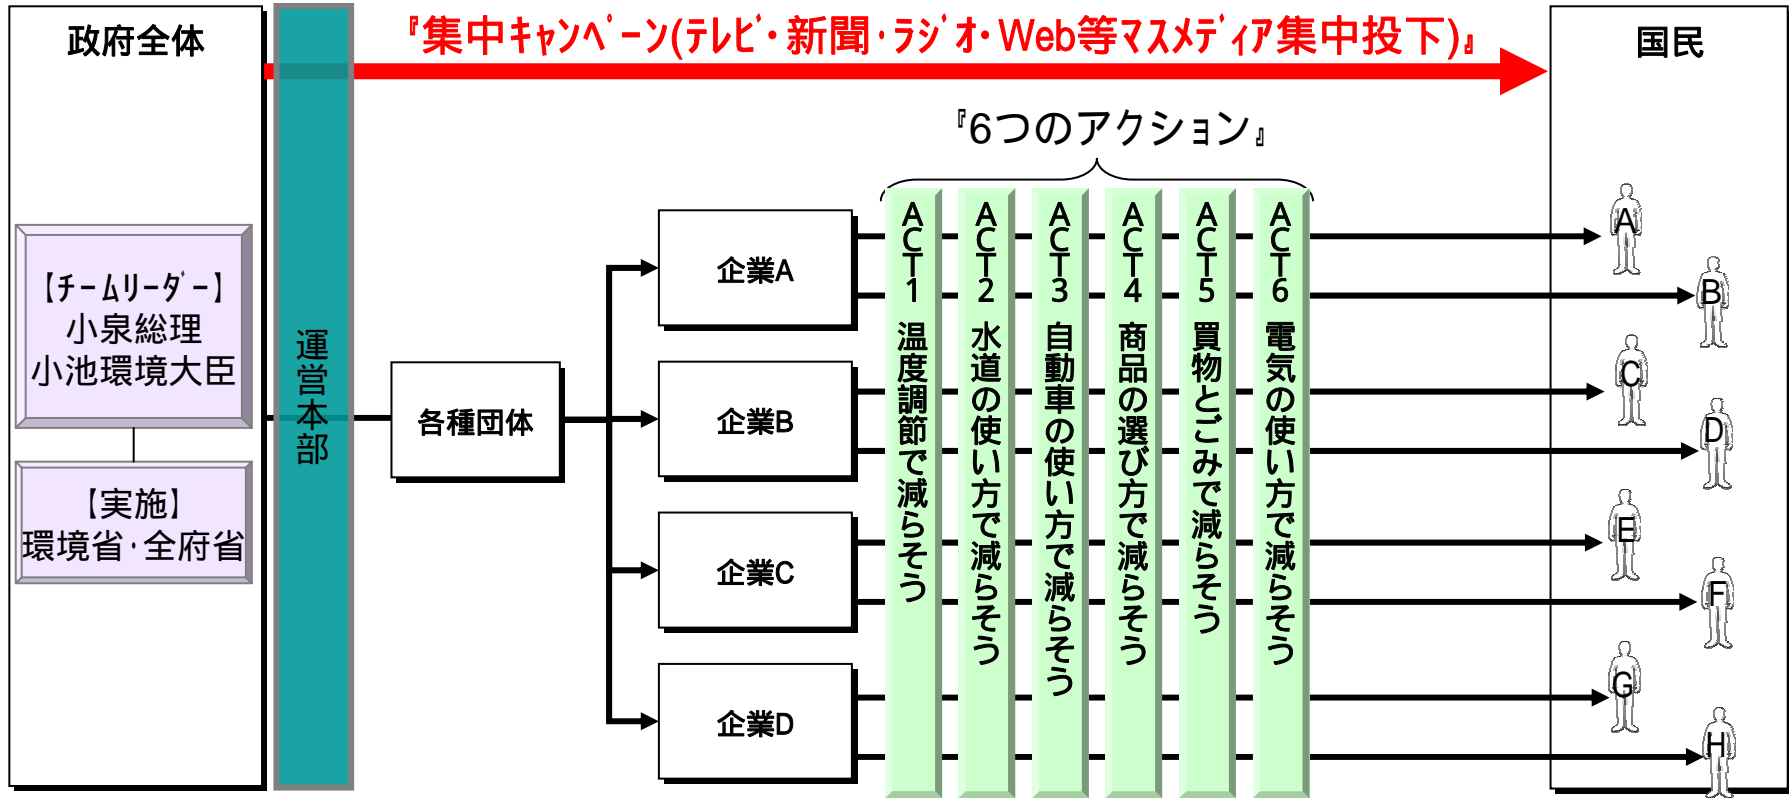 政府全体
『集中ｷｬﾝﾍﾟｰﾝ(ﾃﾚﾋﾞ・新聞・ﾗｼﾞｵ・Web等ﾏｽﾒﾃﾞｨｱ集中投下)』
国民
『6つのアクション』
【ﾁｰﾑﾘｰﾀﾞｰ】
小泉総理
小池環境大臣
【実施】
環境省・全府省
運営本部
各種団体
企業A
企業B
企業C
企業D
ACT1 温度調節で減らそう
ACT2 水道の使い方で減らそう
ACT3 自動車の使い方で減らそう
ACT4 商品の選び方で減らそう
ACT5 買物とごみで減らそう
ACT6 電気の使い方で減らそう
A
B
C
D
E
F
G
H